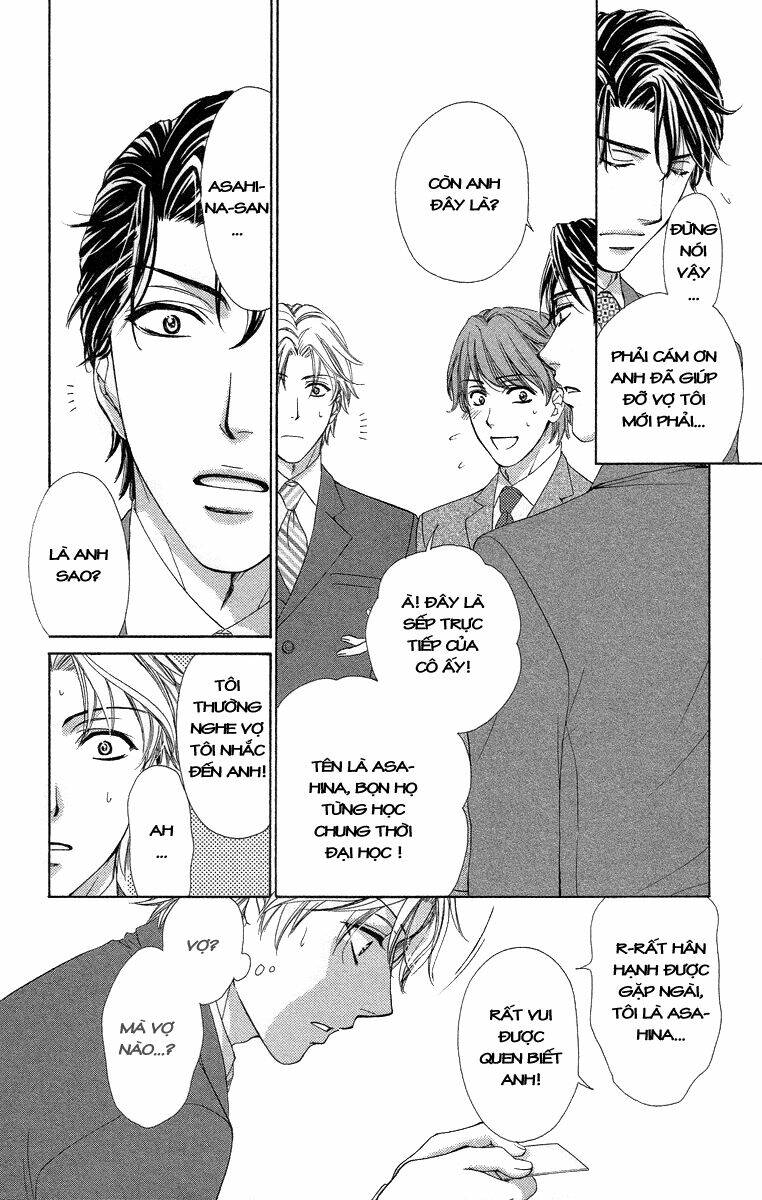 ĐỪNG
NÓI
VẬY
...
PHẢI CÁM ƠN
ANH ĐÃ GIÚP
ĐỠ VỢ TÔI
MỚI PHẢI...
CÒN ANH
ĐÂY LÀ?
À! ĐÂY LÀ
SẾP TRỰC
TIẾP CỦA
CÔ ẤY!
TÊN LÀ ASA-
HINA, BỌN HỌ
TỪNG HỌC
CHUNG THỜI
ĐẠI HỌC !
ASAHI-
NA-SAN
...
LÀ ANH
SAO?
TÔI
THƯỜNG
NGHE VỢ
TÔI NHẮC
ĐẾN ANH!
AH
...
R-RẤT HÂN
HẠNH ĐƯỢC
GẶP NGÀI,
TÔI LÀ ASA-
HINA...
RẤT VUI
ĐƯỢC
QUEN BIẾT
ANH!
VỢ?
MÀ VỢ
NÀO...?